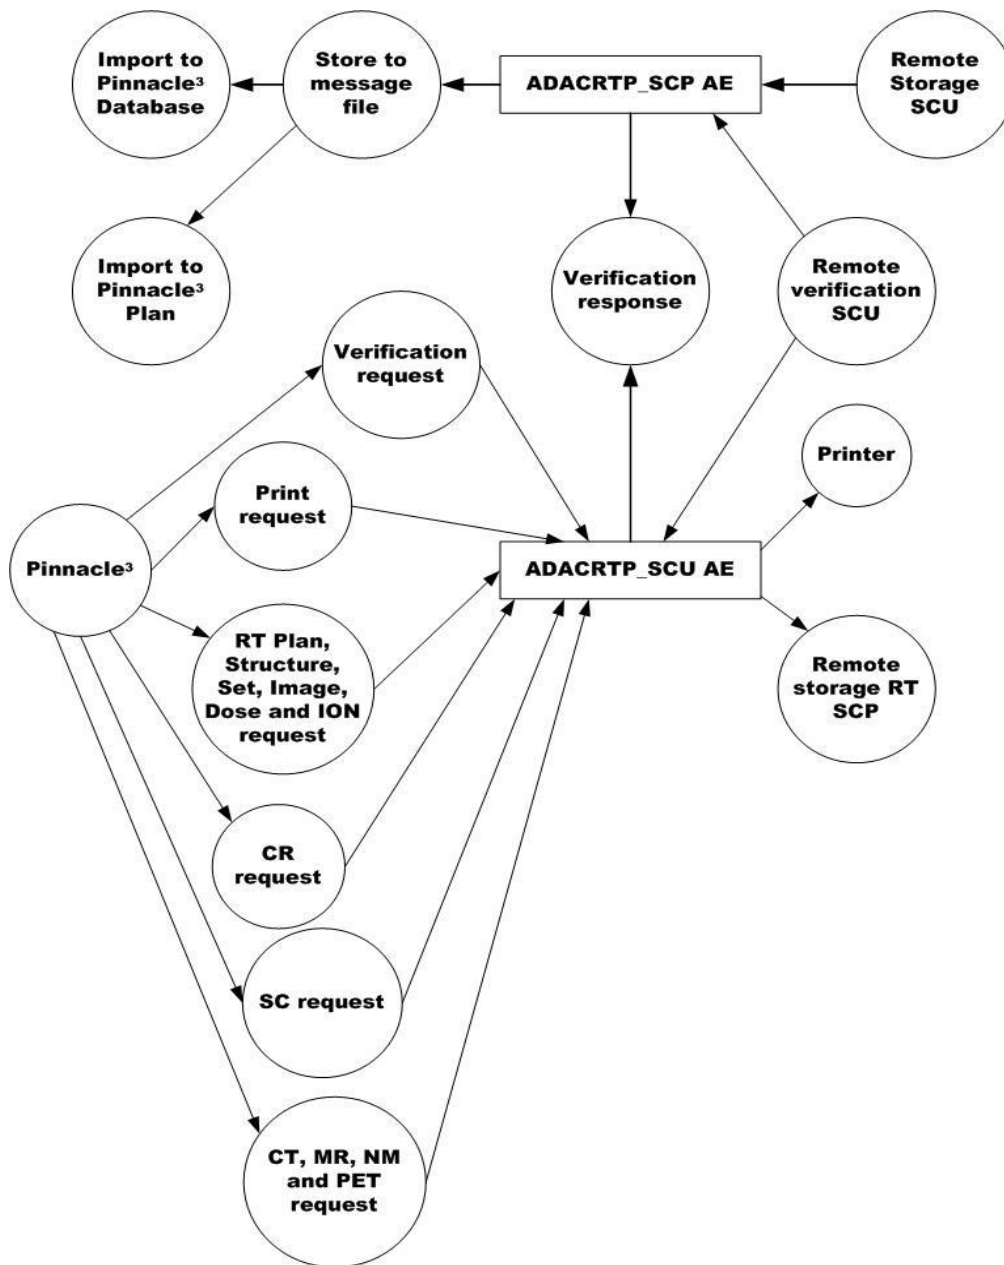 Import to
Pinnacle³
Database
Store to
message
file
ADACRTP_SCP AE
Remote
Storage
SCU
Import to
Pinnacle³
Plan
Verification
response
Remote
verification
SCU
Verification
request
Printer
Print
request
Pinnacle³
ADACRTP_SCU AE
RT Plan,
Structure,
Set, Image,
Dose and ION
request
Remote
storage RT
SCP
CR
request
SC request
CT, MR, NM
and PET
request